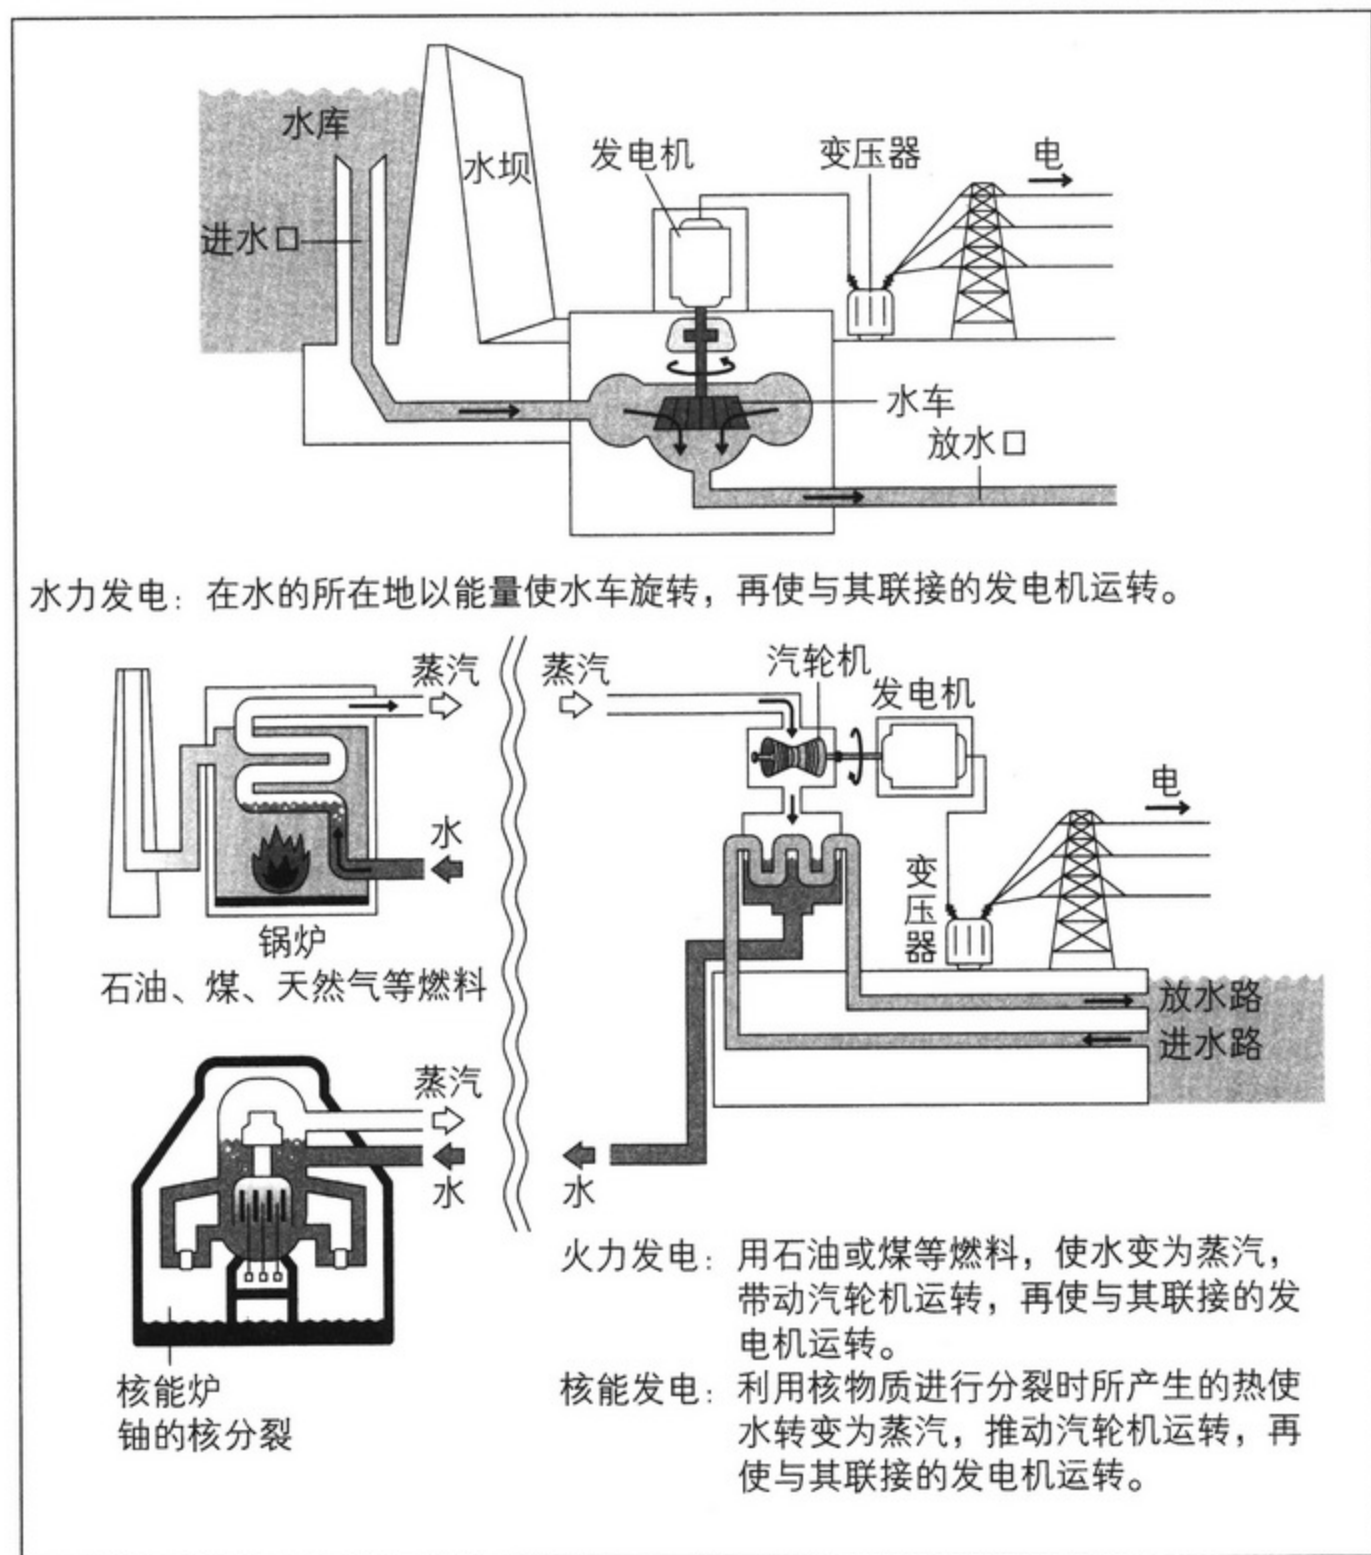 水库
水坝
发电机
变压器
电
进水口
水车
放水口
水力发电：在水的所在地以能量使水车旋转，再使与其联接的发电机运转。
蒸汽
蒸汽
汽轮机
发电机
电
水
变压器
锅炉
石油、煤、天然气等燃料
放水路
进水路
蒸汽
水
水
火力发电：用石油或煤等燃料，使水变为蒸汽，
带动汽轮机运转，再使与其联接的发
电机运转。
核能炉
铀的核分裂
核能发电：利用核物质进行分裂时所产生的热使
水转变为蒸汽，推动汽轮机运转，再
使与其联接的发电机运转。